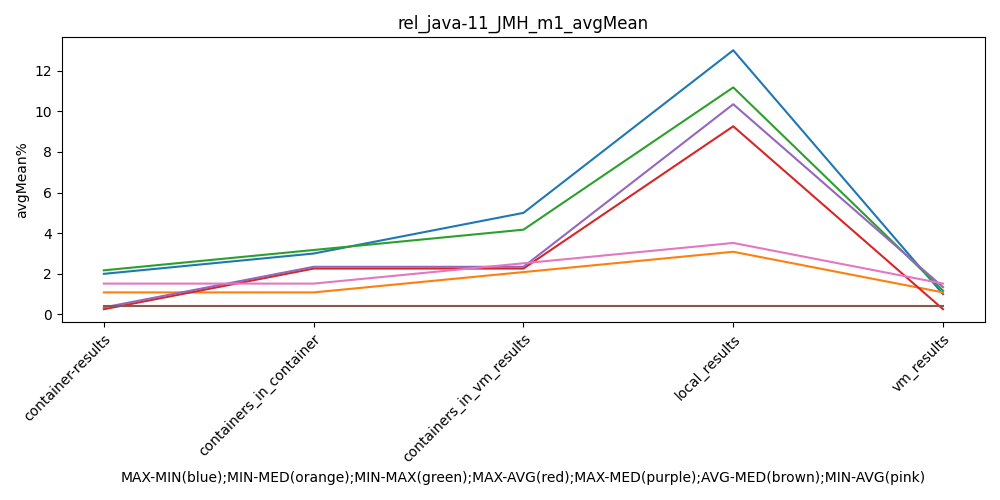 rel_java-11_JMH_m1_avgMean
avgMean%
12
10
8
6
4
2
0
container-results
containers_in_container
containers_in_vm_results
local_results
vm_results
MAX-MIN(blue);MIN-MED(orange);MIN-MAX(green);MAX-AVG(red);MAX-MED(purple);AVG-MED(brown);MIN-AVG(pink)